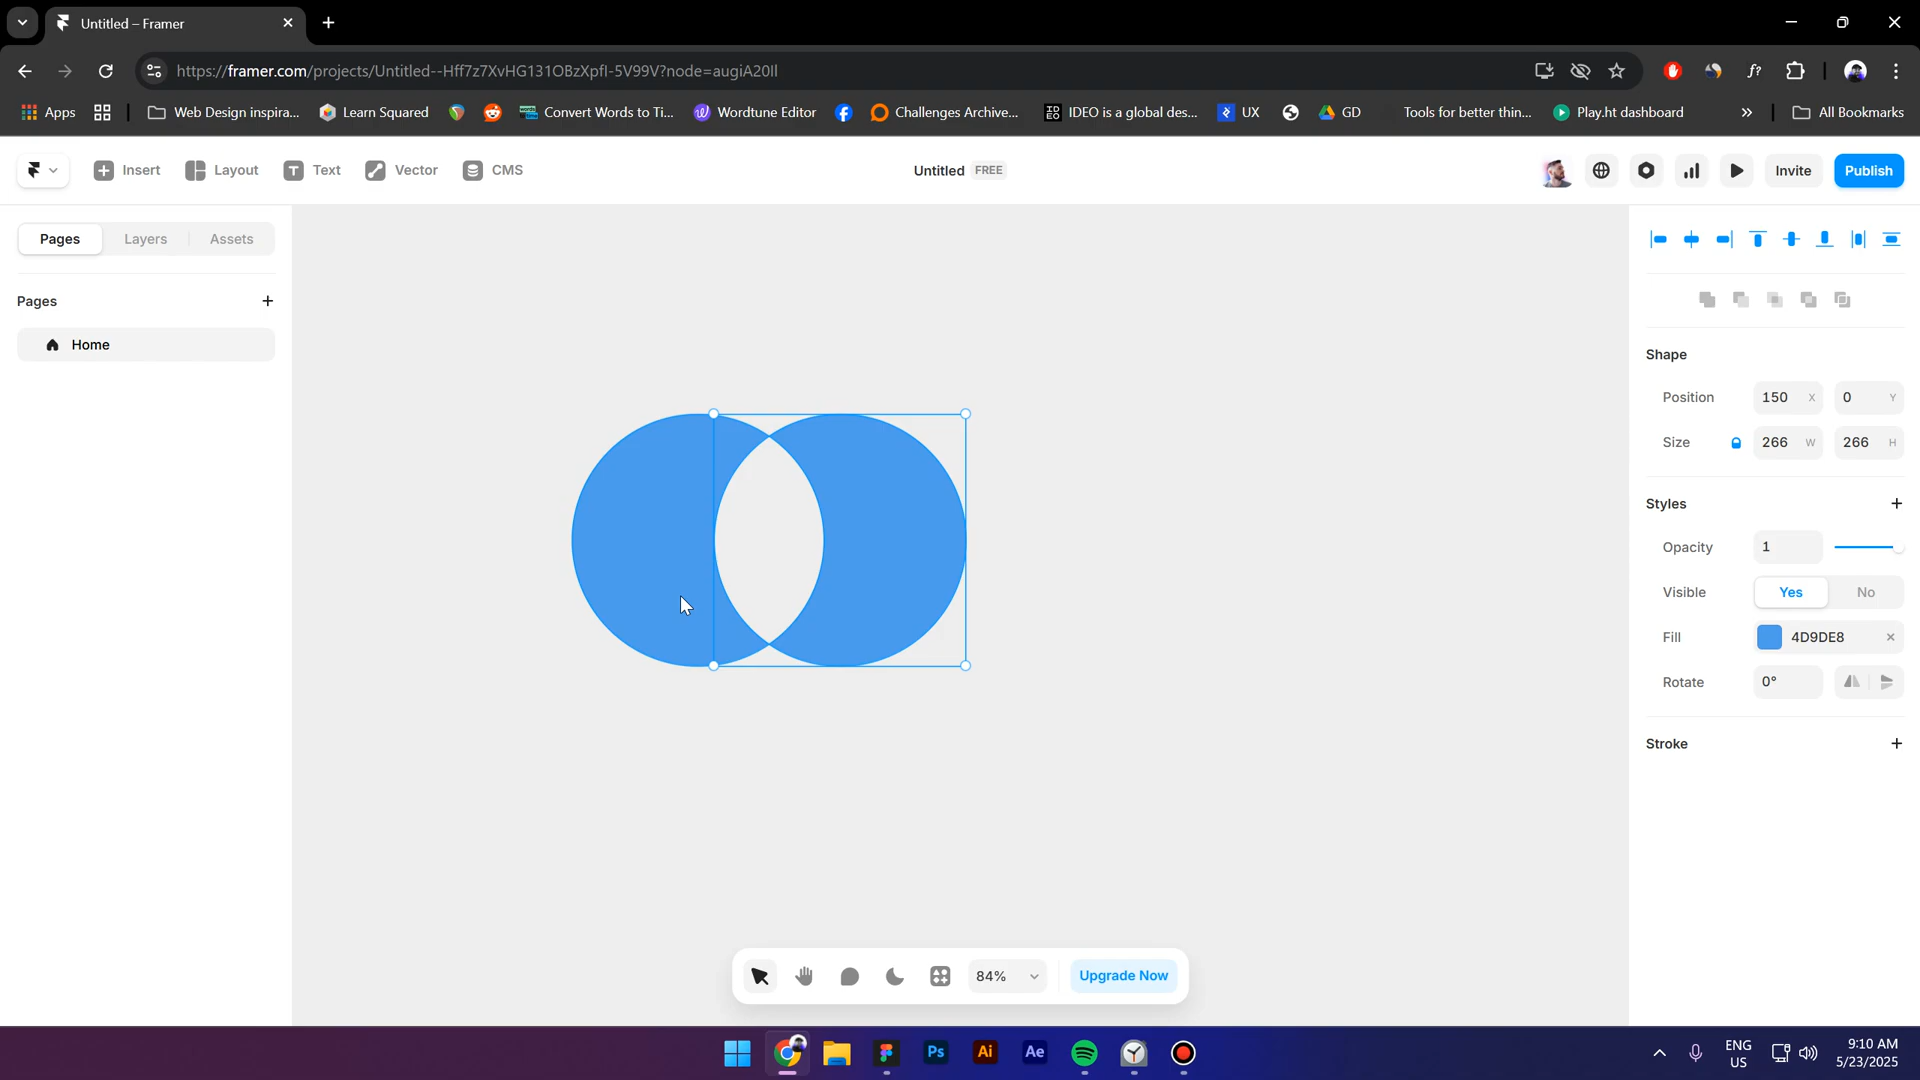 Untitled – Framer
https://framer.com/projects/Untitled--Hff7z7XvHG131OBzXpfI-5V99V?node=augiA20Il
f?
Apps
Web Design inspira...
Learn Squared
Convert Words to Ti...
Wordtune Editor
Challenges Archive...
IDEO is a global des...
UX
GD
Tools for better thin...
Play.ht dashboard
»
All Bookmarks
Insert
Layout
Text
Vector
CMS
Untitled FREE
Invite
Publish
Pages
Layers
Assets
Pages
Home
Shape
Position 150 X 0 Y
Size 266 W 266 H
Styles
Opacity 1
Visible Yes No
Fill 4D9DE8
Rotate 0°
Stroke
84%
Upgrade Now
Ps
Ai
Ae
ENG
US
9:10 AM
5/23/2025